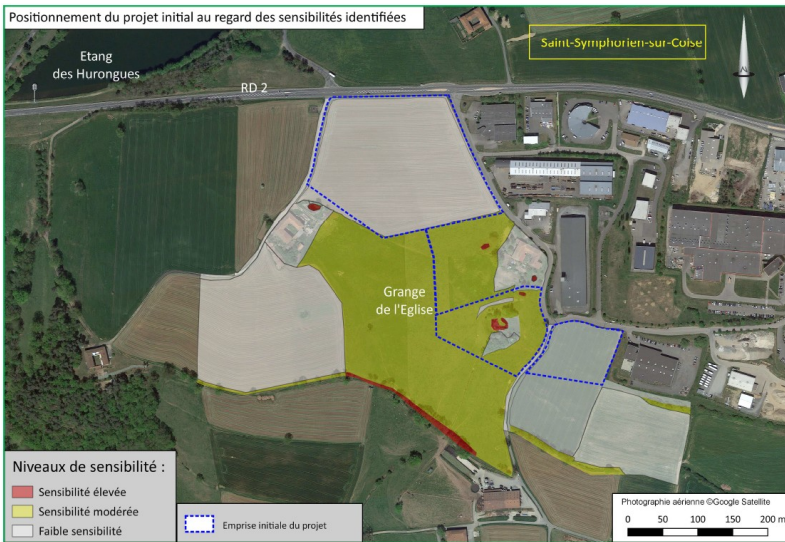 Positionnement du projet initial au regard des sensibilités identifiées
Etang
des Hurongues
RD 2
Saint-Symphorien-sur-Coise
N
Grange
de l'Eglise
Niveaux de sensibilité :
Sensibilité élevée
Sensibilité modérée
Faible sensibilité
Emprise initiale du projet
Photographie aérienne ©Google Satellite
0 50 100 150 200 m